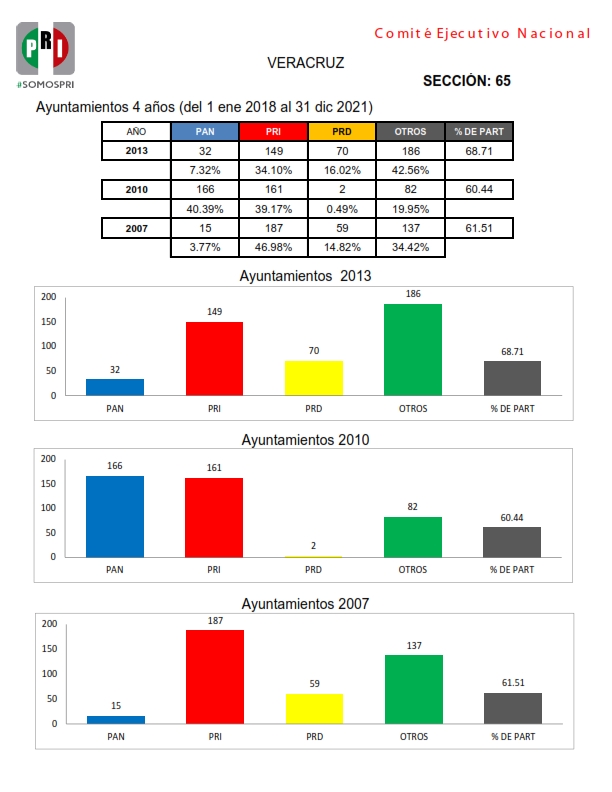 Comité Ejecutivo Nacional
PRI
#SOMOSPRI
VERACRUZ
SECCIÓN: 65
Ayuntamientos 4 años (del 1 ene 2018 al 31 dic 2021)
AÑO PAN PRI PRD OTROS % DE PART
2013 32 149 70 186 68.71
7.32% 34.10% 16.02% 42.56%
2010 166 161 2 82 60.44
40.39% 39.17% 0.49% 19.95%
2007 15 187 59 137 61.51
3.77% 46.98% 14.82% 34.42%
Ayuntamientos 2013
200
150
100
50
0
32 149 70 186 68.71
PAN PRI PRD OTROS % DE PART
Ayuntamientos 2010
200
150
100
50
0
166 161 2 82 60.44
PAN PRI PRD OTROS % DE PART
Ayuntamientos 2007
200
150
100
50
0
15 187 59 137 61.51
PAN PRI PRD OTROS % DE PART